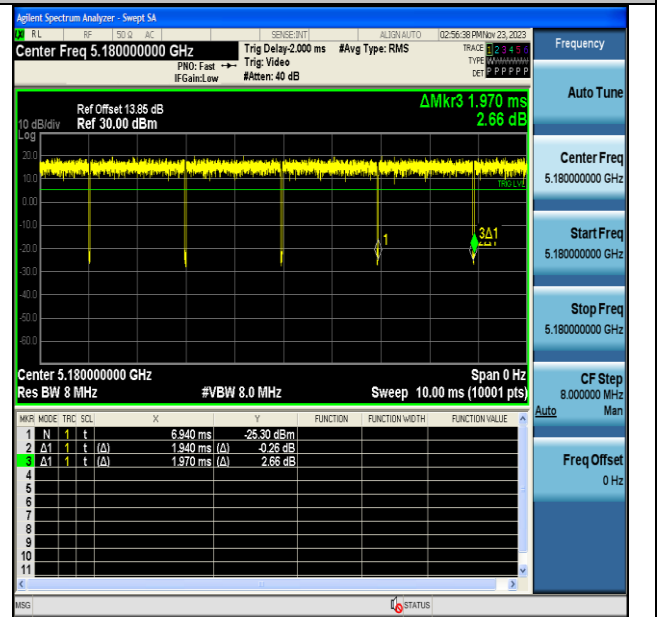 Agilent Spectrum Analyzer - Swept SA
RL RF 50 Ω AC SENSE:INT ALIGN AUTO 02:56:38 PM Nov 23, 2023
Center Freq 5.180000000 GHz Trig Delay-2.000 ms #Avg Type: RMS TRACE 1 2 3 4 5 6
PNO: Fast Trig: Video TYPE WWWWWW
IFGain:Low #Atten: 40 dB DET P P P P P P
Frequency
Auto Tune
Center Freq
5.180000000 GHz
Start Freq
5.180000000 GHz
Stop Freq
5.180000000 GHz
CF Step
8.000000 MHz
Auto Man
Freq Offset
0 Hz
ΔMkr3 1.970 ms
2.66 dB
Ref Offset 13.85 dB
10 dB/div Ref 30.00 dBm
Log
20.0
10.0
TRIG LVL
0.00
-10.0
1
3Δ1
-20.0
-30.0
-40.0
-50.0
-60.0
Center 5.180000000 GHz Span 0 Hz
Res BW 8 MHz #VBW 8.0 MHz Sweep 10.00 ms (10001 pts)
MKR MODE TRC SCL X Y FUNCTION FUNCTION WIDTH FUNCTION VALUE
1 N 1 t 6.940 ms -25.30 dBm
2 Δ1 1 t (Δ) 1.940 ms (Δ) -0.26 dB
3 Δ1 1 t (Δ) 1.970 ms (Δ) 2.66 dB
4
5
6
7
8
9
10
11
MSG STATUS